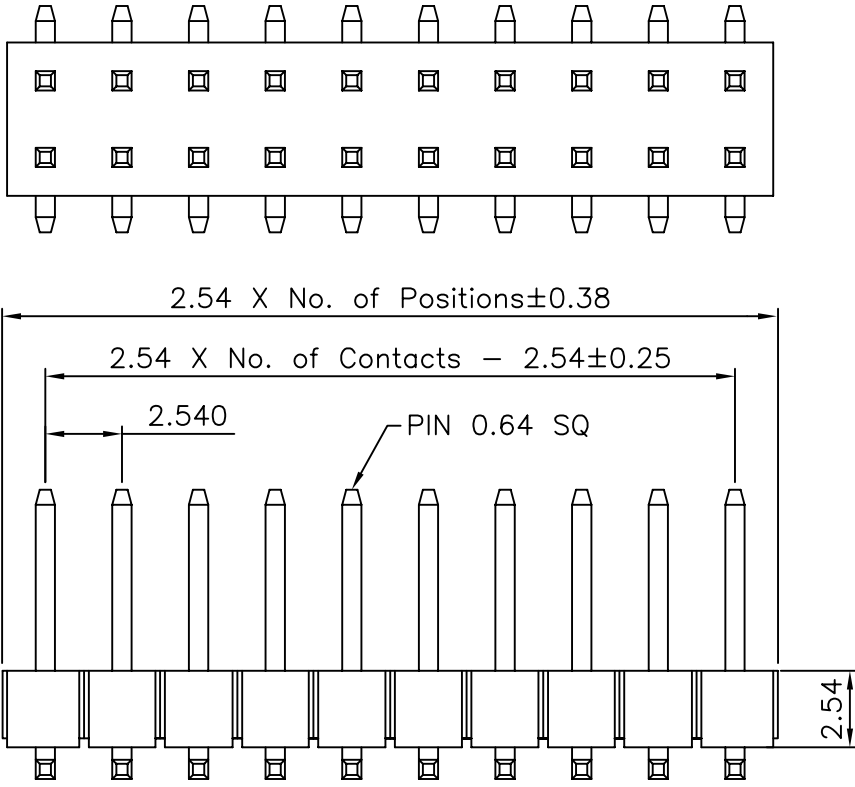 2.54 X No. of Positions±0.38
2.54 X No. of Contacts - 2.54±0.25
2.540
PIN 0.64 SQ
2.54